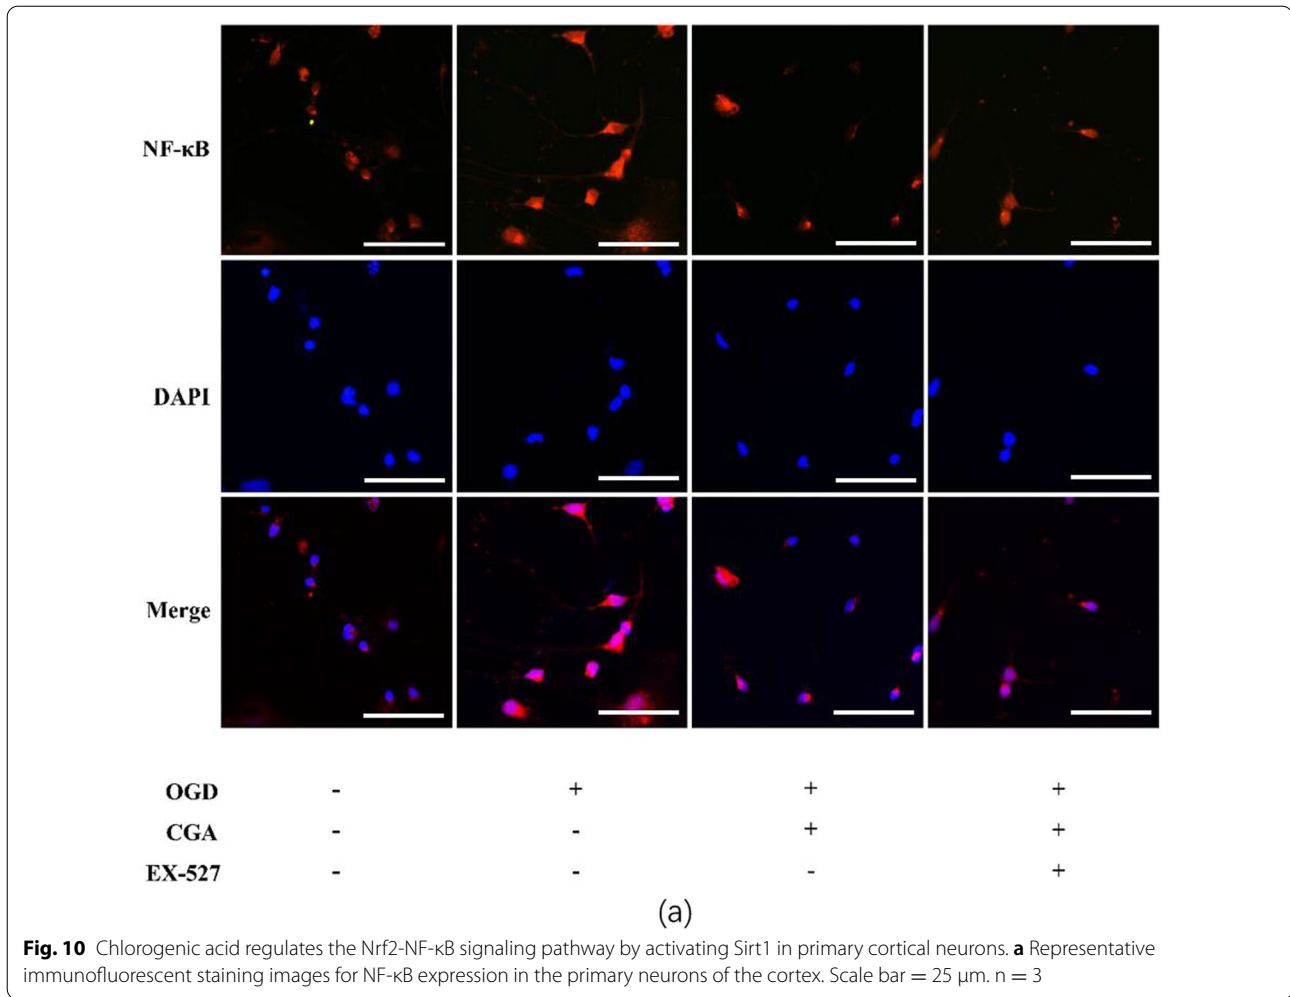 NF-κB
DAPI
Merge
OGD - + + +
CGA - - + +
EX-527 - - - +
(a)
Fig. 10 Chlorogenic acid regulates the Nrf2-NF-κB signaling pathway by activating Sirt1 in primary cortical neurons. a Representative
immunofluorescent staining images for NF-κB expression in the primary neurons of the cortex. Scale bar = 25 μm. n = 3